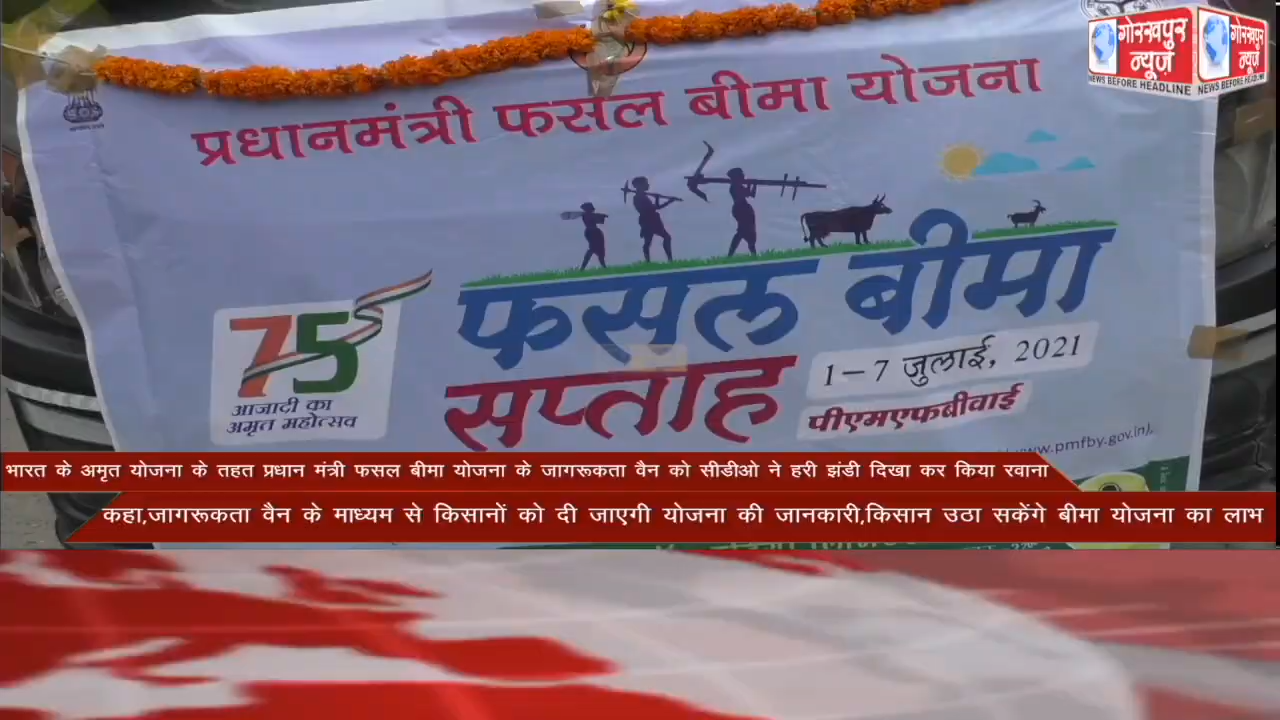 गोरखपुर न्यूज़
NEWS BEFORE HEADLINE
गोरखपुर न्यूज़
NEWS BEFORE HEADLINE
प्रधानमंत्री फसल बीमा योजना
75
आजादी का
अमृत महोत्सव
फसल बीमा
सप्ताह
1-7 जुलाई, 2021
पीएमएफबीवाई
www.pmfby.gov.in
भारत के अमृत योजना के तहत प्रधान मंत्री फसल बीमा योजना के जागरूकता वैन को सीडीओ ने हरी झंडी दिखा कर किया रवाना
कहा,जागरूकता वैन के माध्यम से किसानों को दी जाएगी योजना की जानकारी,किसान उठा सकेंगे बीमा योजना का लाभ